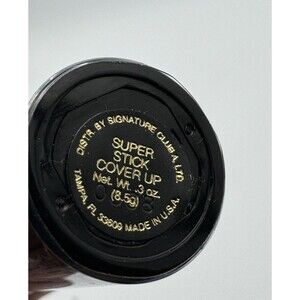 DISTR. BY SIGNATURE CLUB A, LTD.
SUPER
STICK
COVER UP
Net. Wt. .3 oz.
(8.5g)
TAMPA, FL 33609 MADE IN U.S.A.